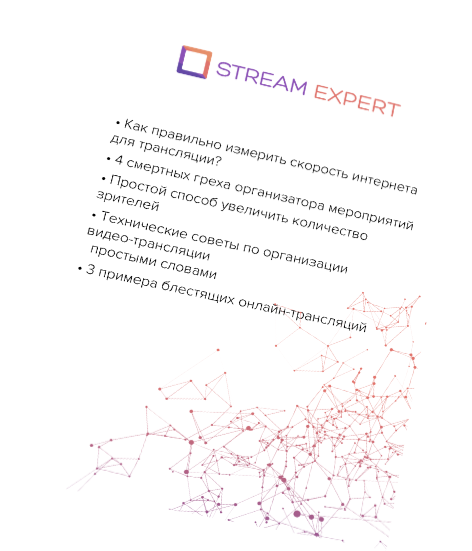 STREAM EXPERT
• Как правильно измерить скорость интернета
для трансляции?
• 4 смертных греха организатора мероприятий
• Простой способ увеличить количество
зрителей
• Технические советы по организации
видео-трансляции
простыми словами
• 3 примера блестящих онлайн-трансляций